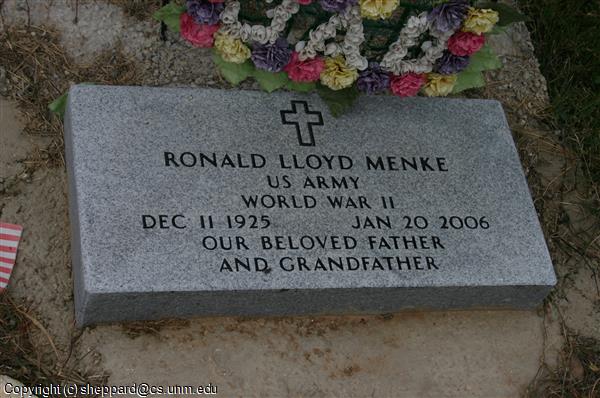 RONALD LLOYD MENKE
US ARMY
WORLD WAR II
DEC 11 1925 JAN 20 2006
OUR BELOVED FATHER
AND GRANDFATHER
Copyright (c) sheppard@cs.unm.edu